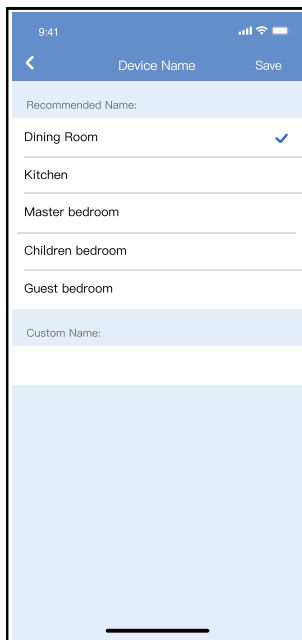 9:41
Device Name
Save
Recommended Name:
Dining Room
Kitchen
Master bedroom
Children bedroom
Guest bedroom
Custom Name: